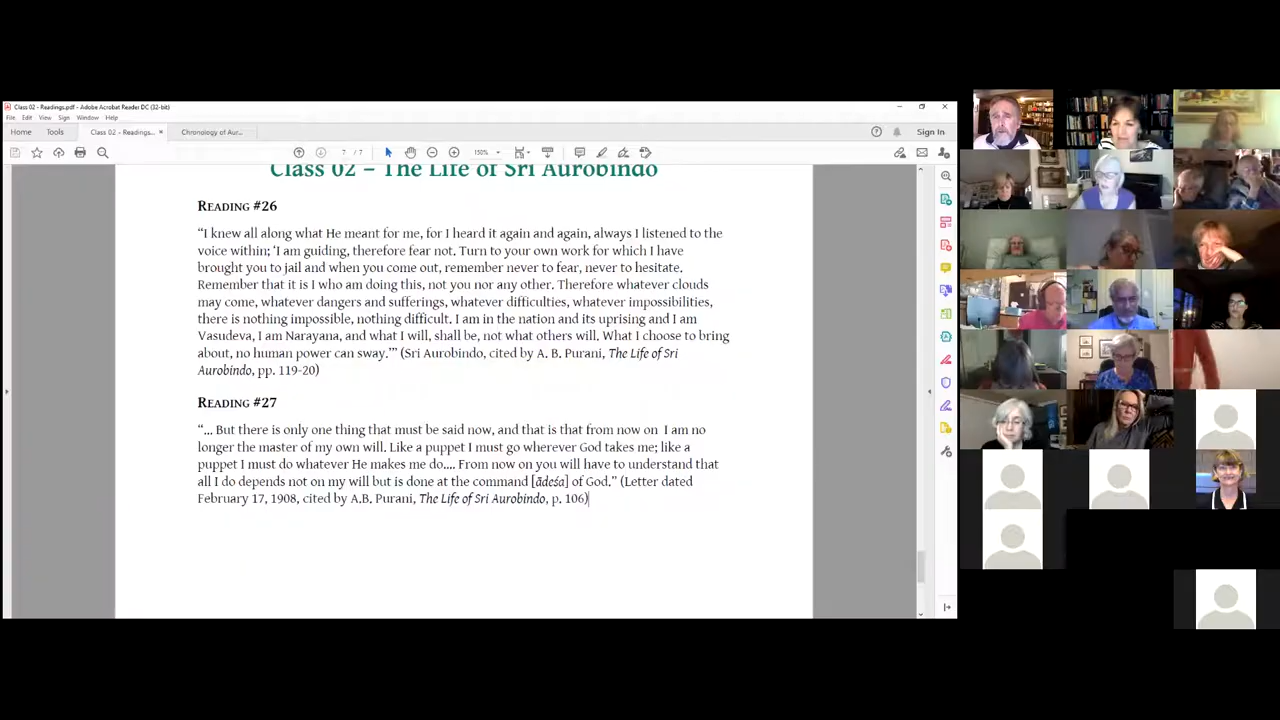 Class 02 - Readings.pdf - Adobe Acrobat Reader DC (32-bit)
File Edit View Sign Window Help
Home Tools Class 02 - Readings... × Chronology of Aur... Sign In
7 / 7 150%
Class 02 – The Life of Sri Aurobindo
READING #26
“I knew all along what He meant for me, for I heard it again and again, always I listened to the
voice within; ‘I am guiding, therefore fear not. Turn to your own work for which I have
brought you to jail and when you come out, remember never to fear, never to hesitate.
Remember that it is I who am doing this, not you nor any other. Therefore whatever clouds
may come, whatever dangers and sufferings, whatever difficulties, whatever impossibilities,
there is nothing impossible, nothing difficult. I am in the nation and its uprising and I am
Vasudeva, I am Narayana, and what I will, shall be, not what others will. What I choose to bring
about, no human power can sway.’” (Sri Aurobindo, cited by A. B. Purani, The Life of Sri
Aurobindo, pp. 119-20)
READING #27
“... But there is only one thing that must be said now, and that is that from now on I am no
longer the master of my own will. Like a puppet I must go wherever God takes me; like a
puppet I must do whatever He makes me do.... From now on you will have to understand that
all I do depends not on my will but is done at the command [ādeśa] of God.” (Letter dated
February 17, 1908, cited by A.B. Purani, The Life of Sri Aurobindo, p. 106)